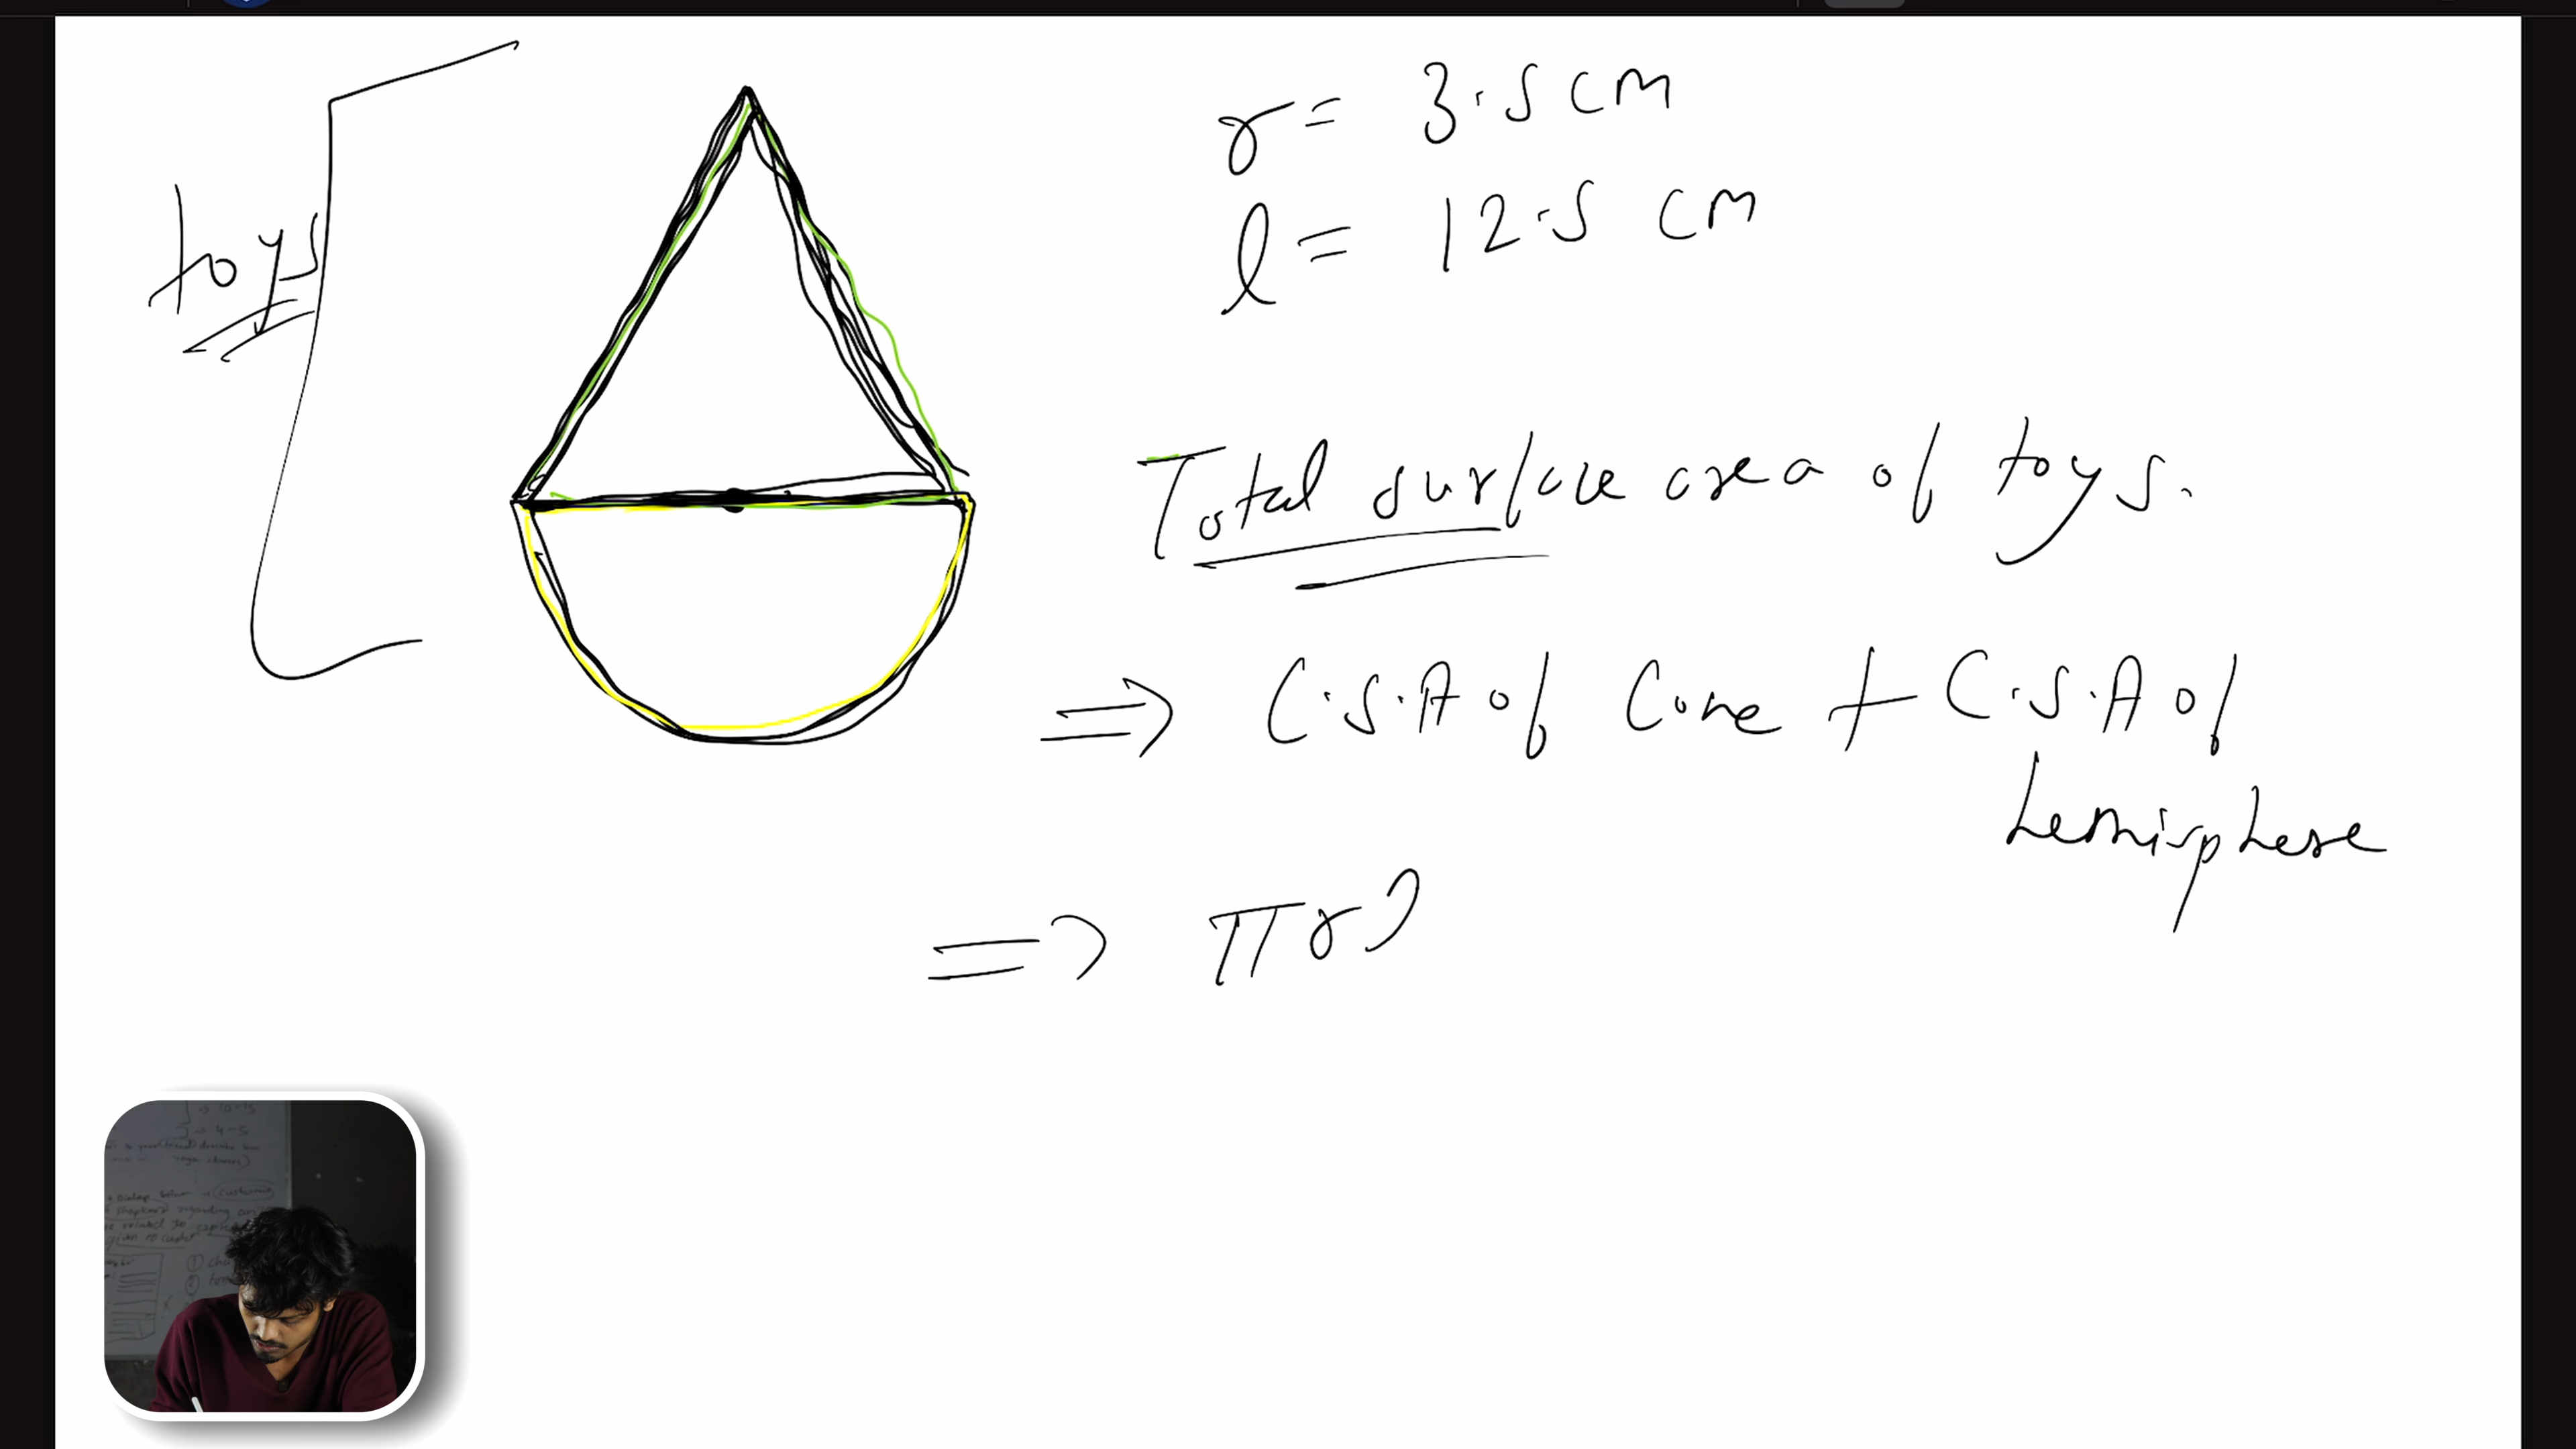 toys
r = 3.5 cm
l = 12.5 cm
Total surface area of toys.
=> C.S.A of Cone + C.S.A of
hemisphere
=> πr